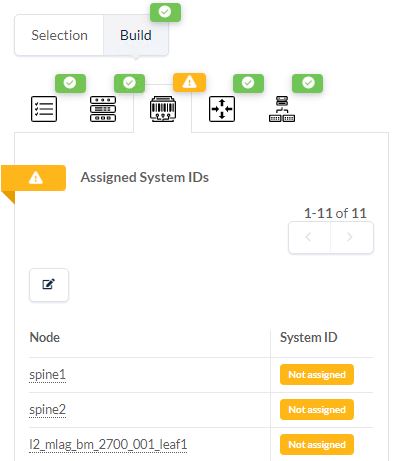 Selection Build
Assigned System IDs
1-11 of 11
Node System ID
spine1 Not assigned
spine2 Not assigned
l2_mlag_bm_2700_001_leaf1 Not assigned